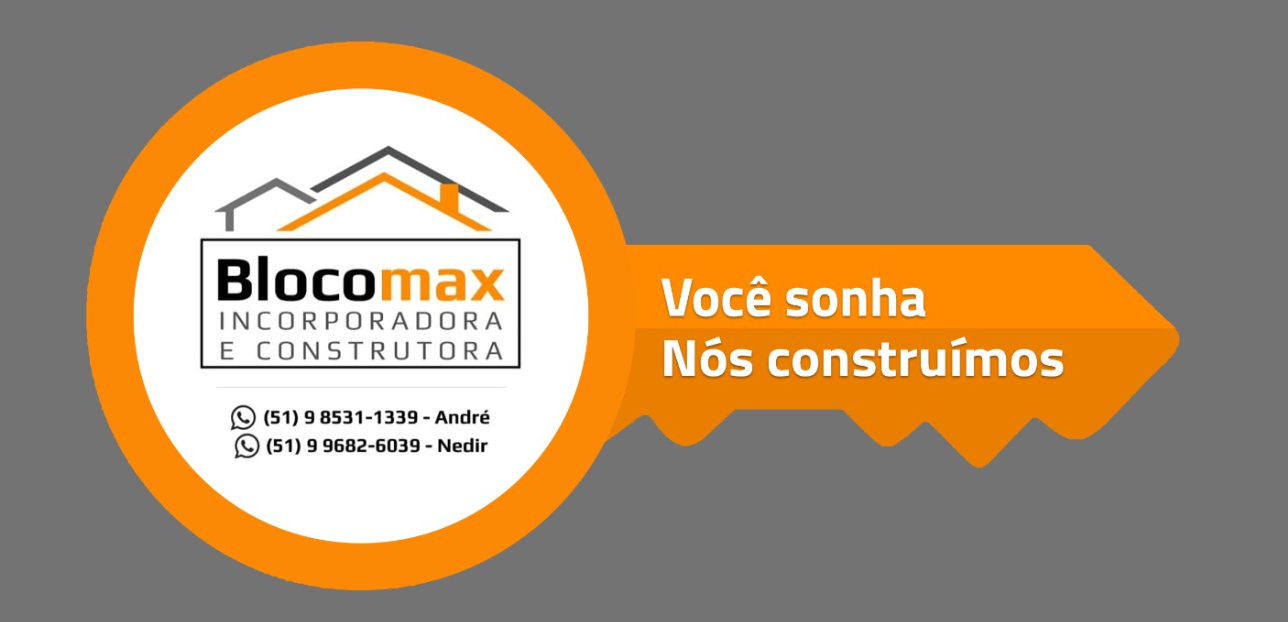 Blocomax
INCORPORADORA
E CONSTRUTORA
(51) 9 8531-1339 - André
(51) 9 9682-6039 - Nedir
Você sonha
Nós construímos